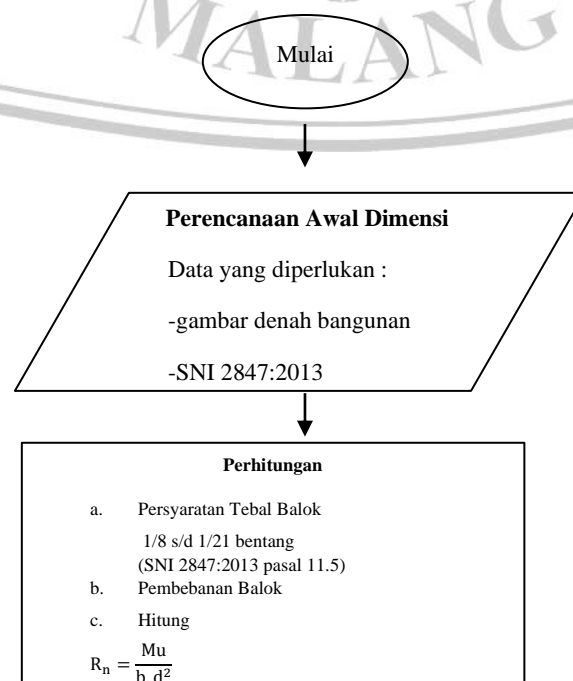 MALANG
Mulai
Perencanaan Awal Dimensi
Data yang diperlukan :
-gambar denah bangunan
-SNI 2847:2013
Perhitungan
a. Persyaratan Tebal Balok
1/8 s/d 1/21 bentang
(SNI 2847:2013 pasal 11.5)
b. Pembebanan Balok
c. Hitung
Rn = Mu / b.d²